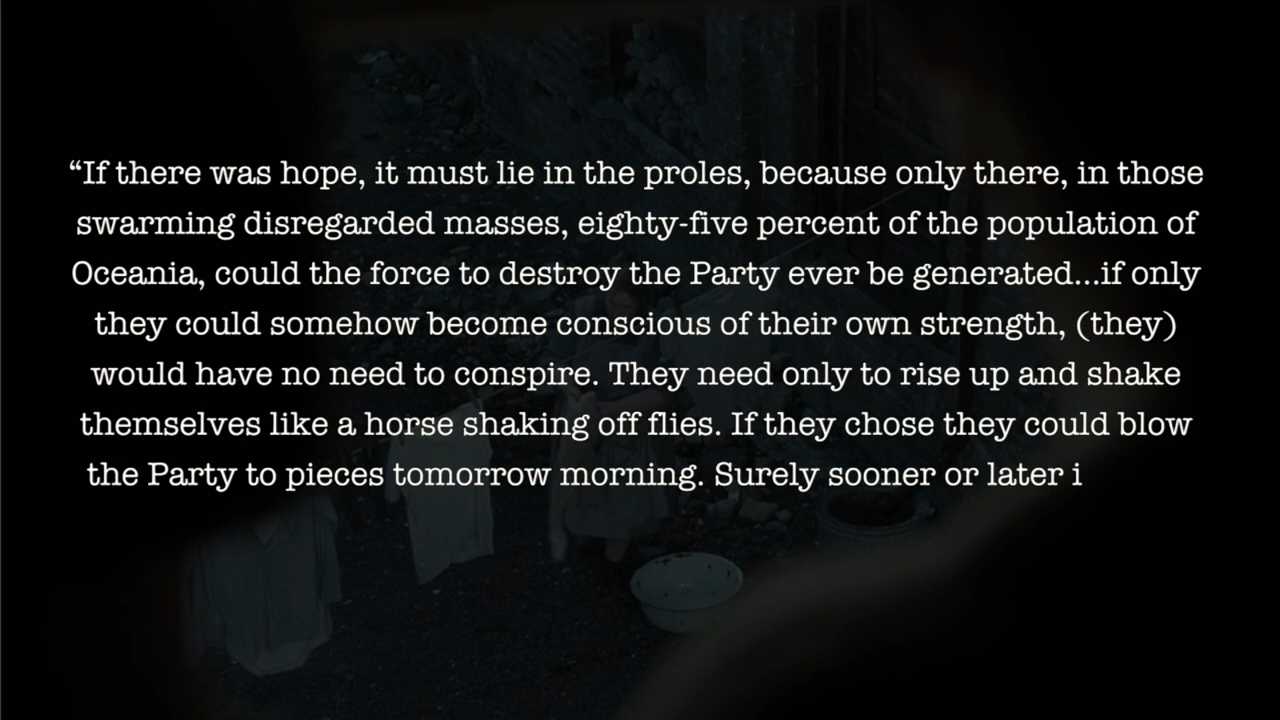 “If there was hope, it must lie in the proles, because only there, in those
swarming disregarded masses, eighty-five percent of the population of
Oceania, could the force to destroy the Party ever be generated...if only
they could somehow become conscious of their own strength, (they)
would have no need to conspire. They need only to rise up and shake
themselves like a horse shaking off flies. If they chose they could blow
the Party to pieces tomorrow morning. Surely sooner or later i